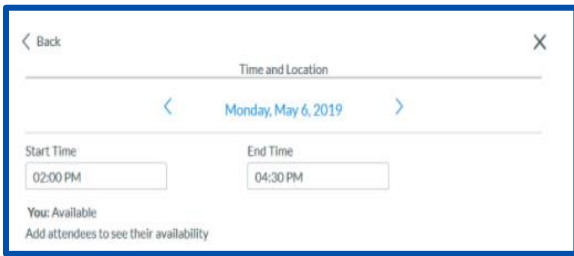 Back
Time and Location
Monday, May 6, 2019
Start Time End Time
02:00 PM 04:30 PM
You: Available
Add attendees to see their availability